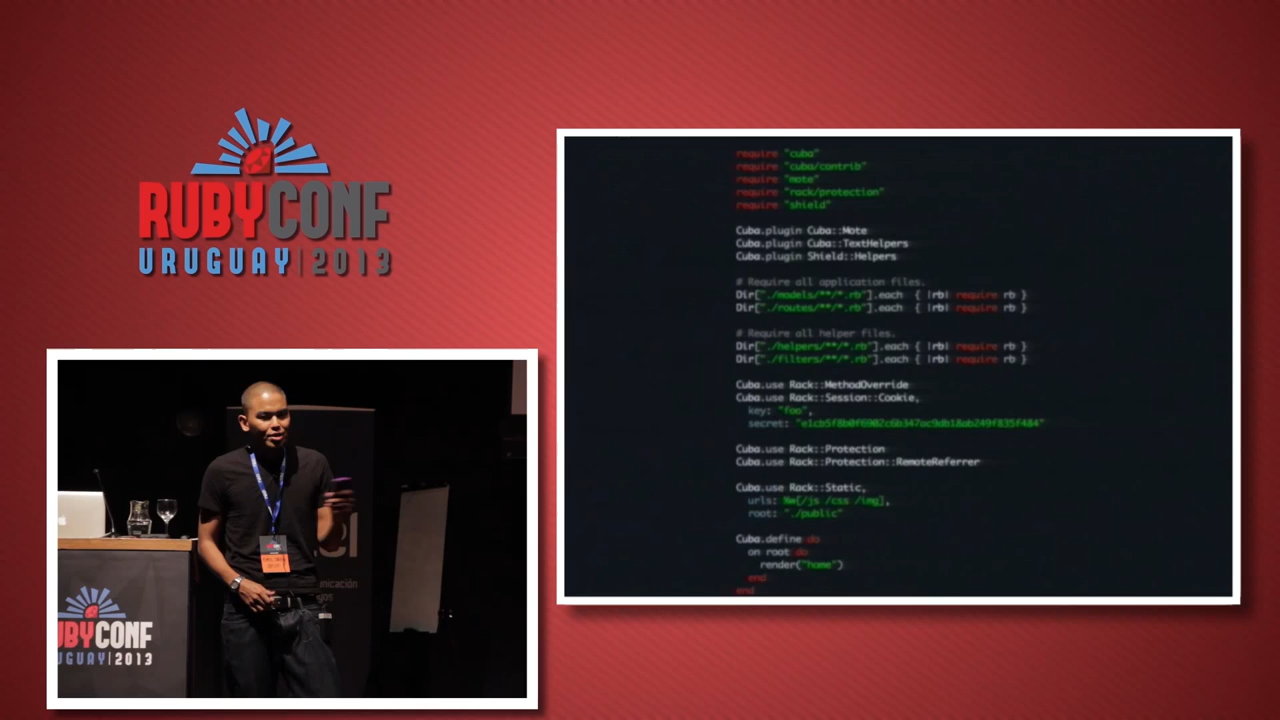 RUBYCONF
URUGUAY|2013
require "cuba"
require "cuba/contrib"
require "mote"
require "rack/protection"
require "shield"
Cuba.plugin Cuba::Mote
Cuba.plugin Cuba::TextHelpers
Cuba.plugin Shield::Helpers
# Require all application files.
Dir["./models/**/*.rb"].each { |rb| require rb }
Dir["./routes/**/*.rb"].each { |rb| require rb }
# Require all helper files.
Dir["./helpers/**/*.rb"].each { |rb| require rb }
Dir["./filters/**/*.rb"].each { |rb| require rb }
Cuba.use Rack::MethodOverride
Cuba.use Rack::Session::Cookie,
key: "foo",
secret:
Cuba.use Rack::Protection
Cuba.use Rack::Protection::RemoteReferrer
Cuba.use Rack::Static,
urls: %w[/js /css /img],
root: "./public"
Cuba.define do
on root do
render("home")
end
end
UBYCONF
UGUAY|2013